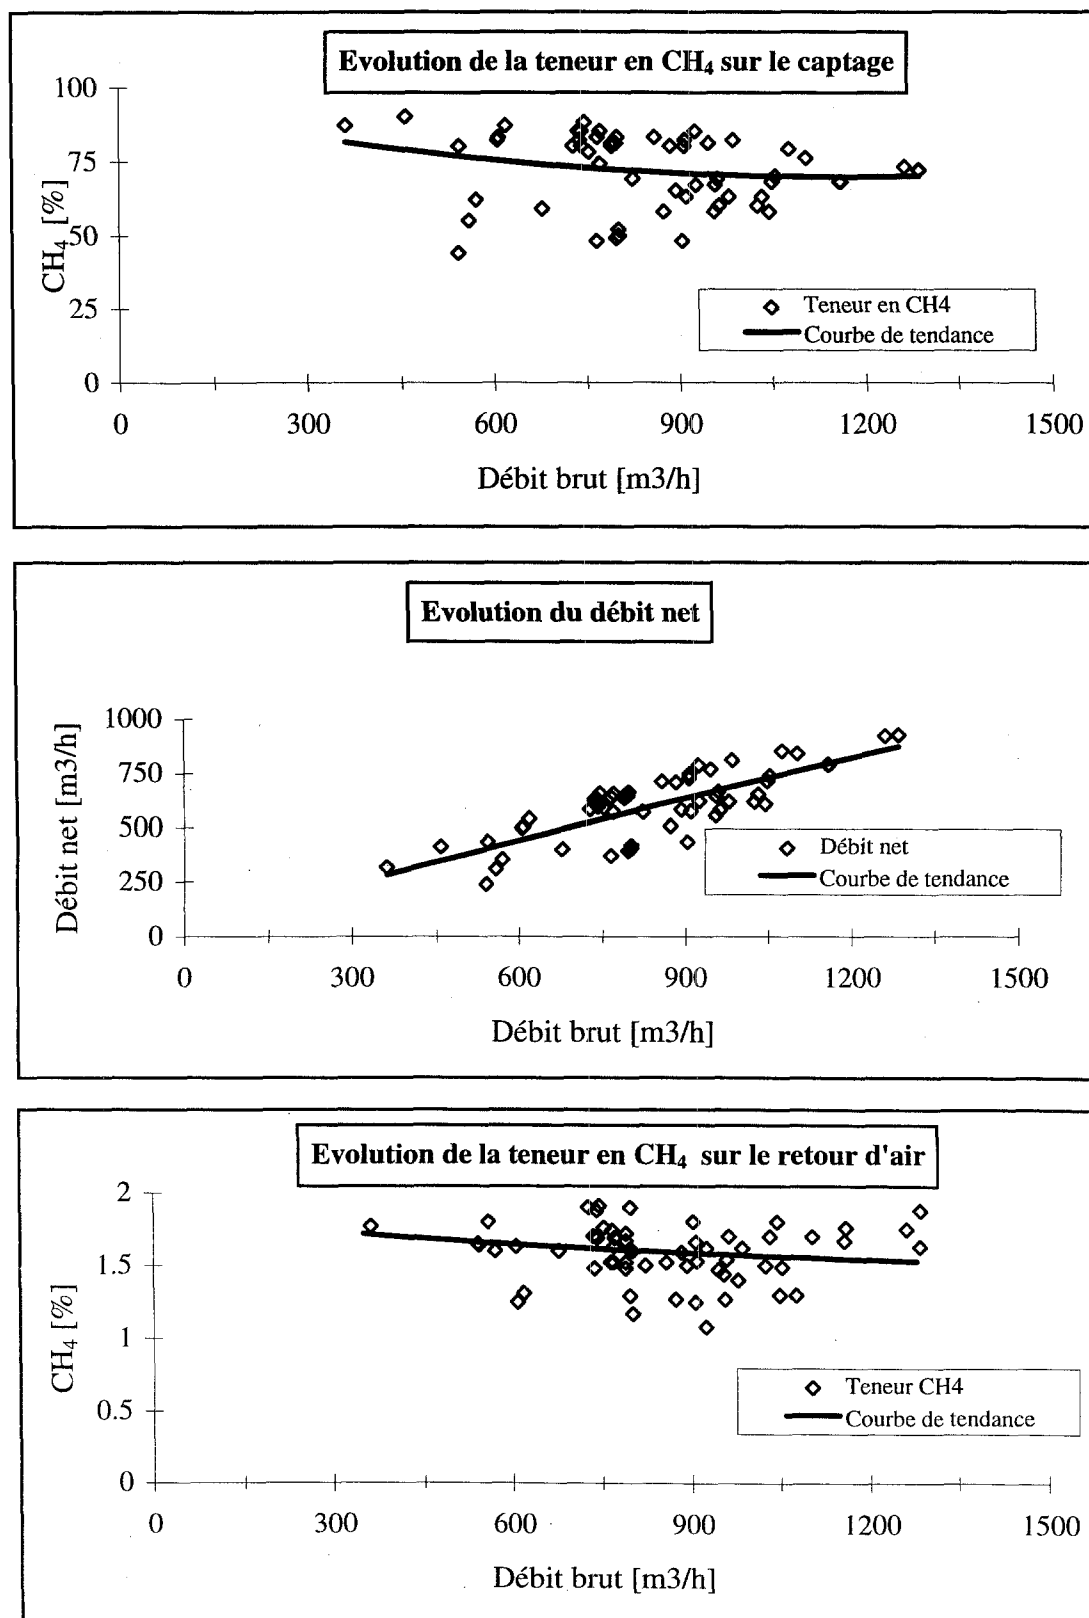 Evolution de la teneur en CH₄ sur le captage
100
75
50
25
0
CH₄ [%]
0 300 600 900 1200 1500
Débit brut [m3/h]
Teneur en CH4
Courbe de tendance
Evolution du débit net
1000
750
500
250
0
Débit net [m3/h]
0 300 600 900 1200 1500
Débit brut [m3/h]
Débit net
Courbe de tendance
Evolution de la teneur en CH₄ sur le retour d'air
2
1.5
1
0.5
0
CH₄ [%]
0 300 600 900 1200 1500
Débit brut [m3/h]
Teneur CH4
Courbe de tendance